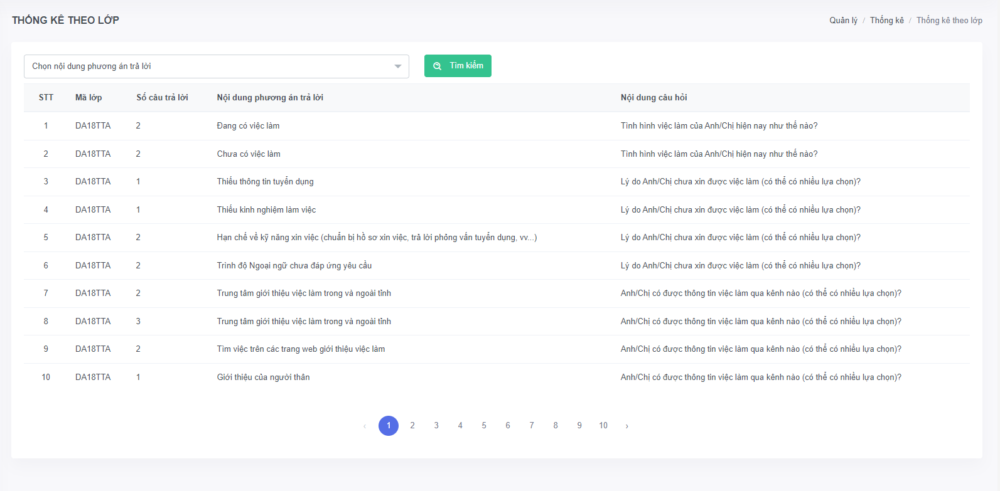 THỐNG KÊ THEO LỚP
Quản lý / Thống kê / Thống kê theo lớp
Chọn nội dung phương án trả lời
Tìm kiếm
STT Mã lớp Số câu trả lời Nội dung phương án trả lời Nội dung câu hỏi
1 DA18TTA 2 Đang có việc làm Tình hình việc làm của Anh/Chị hiện nay như thế nào?
2 DA18TTA 2 Chưa có việc làm Tình hình việc làm của Anh/Chị hiện nay như thế nào?
3 DA18TTA 1 Thiếu thông tin tuyển dụng Lý do Anh/Chị chưa xin được việc làm (có thể có nhiều lựa chọn)?
4 DA18TTA 1 Thiếu kinh nghiệm làm việc Lý do Anh/Chị chưa xin được việc làm (có thể có nhiều lựa chọn)?
5 DA18TTA 2 Hạn chế về kỹ năng xin việc (chuẩn bị hồ sơ xin việc, trả lời phỏng vấn tuyển dụng, vv...) Lý do Anh/Chị chưa xin được việc làm (có thể có nhiều lựa chọn)?
6 DA18TTA 2 Trình độ Ngoại ngữ chưa đáp ứng yêu cầu Lý do Anh/Chị chưa xin được việc làm (có thể có nhiều lựa chọn)?
7 DA18TTA 2 Trung tâm giới thiệu việc làm trong và ngoài tỉnh Anh/Chị có được thông tin việc làm qua kênh nào (có thể có nhiều lựa chọn)?
8 DA18TTA 3 Trung tâm giới thiệu việc làm trong và ngoài tỉnh Anh/Chị có được thông tin việc làm qua kênh nào (có thể có nhiều lựa chọn)?
9 DA18TTA 2 Tìm việc trên các trang web giới thiệu việc làm Anh/Chị có được thông tin việc làm qua kênh nào (có thể có nhiều lựa chọn)?
10 DA18TTA 1 Giới thiệu của người thân Anh/Chị có được thông tin việc làm qua kênh nào (có thể có nhiều lựa chọn)?
‹ 1 2 3 4 5 6 7 8 9 10 ›